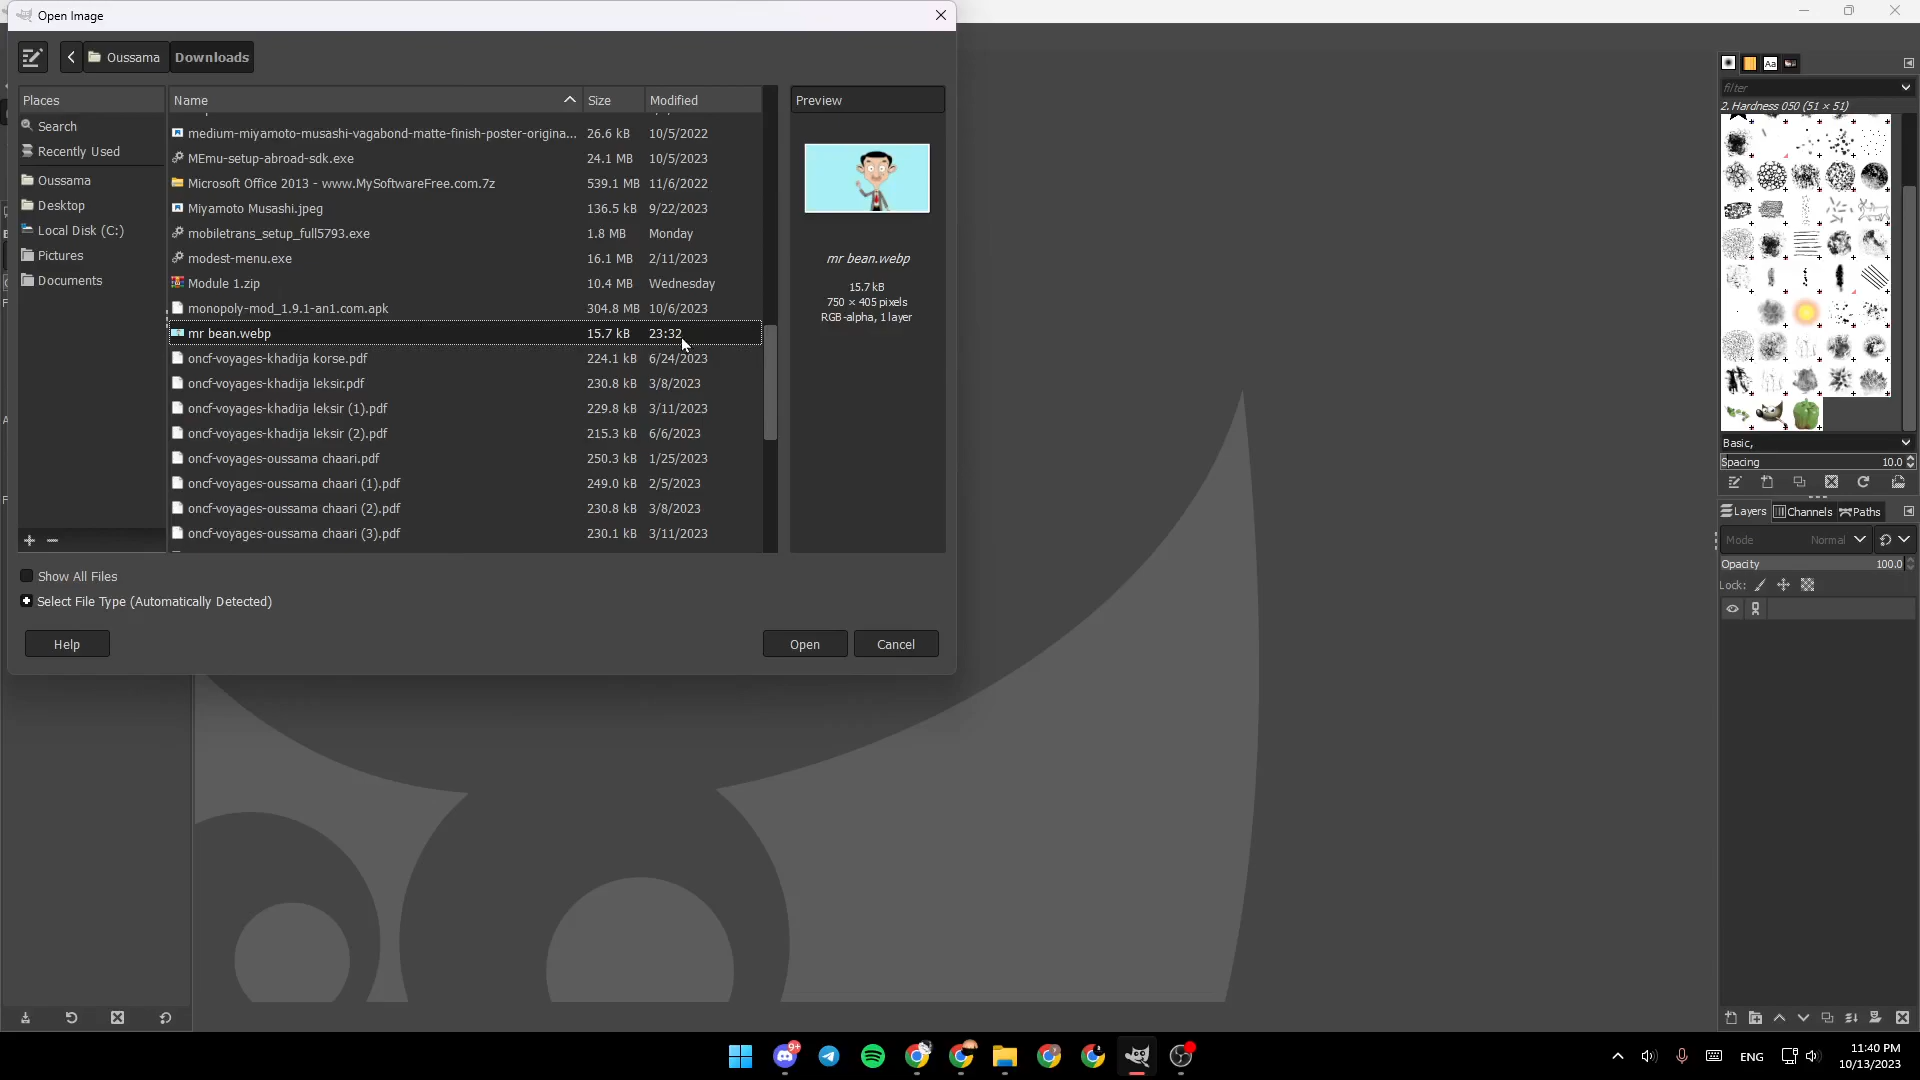 Open Image
Oussama
Downloads
Places
Name
Size
Modified
Preview
Search
Recently Used
Oussama
Desktop
Local Disk (C:)
Pictures
Documents
medium-miyamoto-musashi-vagabond-matte-finish-poster-origina... 26.6 kB 10/5/2022
MEmu-setup-abroad-sdk.exe 24.1 MB 10/5/2023
Microsoft Office 2013 - www.MySoftwareFree.com.7z 539.1 MB 11/6/2022
Miyamoto Musashi.jpeg 136.5 kB 9/22/2023
mobiletrans_setup_full5793.exe 1.8 MB Monday
modest-menu.exe 16.1 MB 2/11/2023
Module 1.zip 10.4 MB Wednesday
monopoly-mod_1.9.1-an1.com.apk 304.8 MB 10/6/2023
mr bean.webp 15.7 kB 23:32
oncf-voyages-khadija korse.pdf 224.1 kB 6/24/2023
oncf-voyages-khadija leksir.pdf 230.8 kB 3/8/2023
oncf-voyages-khadija leksir (1).pdf 229.8 kB 3/11/2023
oncf-voyages-khadija leksir (2).pdf 215.3 kB 6/6/2023
oncf-voyages-oussama chaari.pdf 250.3 kB 1/25/2023
oncf-voyages-oussama chaari (1).pdf 249.0 kB 2/5/2023
oncf-voyages-oussama chaari (2).pdf 230.8 kB 3/8/2023
oncf-voyages-oussama chaari (3).pdf 230.1 kB 3/11/2023
mr bean.webp
15.7 kB
750 × 405 pixels
RGB-alpha, 1 layer
Show All Files
Select File Type (Automatically Detected)
Help
Open
Cancel
Aa
filter
2. Hardness 050 (51 × 51)
Basic,
Spacing 10.0
Layers
Channels
Paths
Mode Normal
Opacity 100.0
Lock:
9+
ENG
11:40 PM
10/13/2023